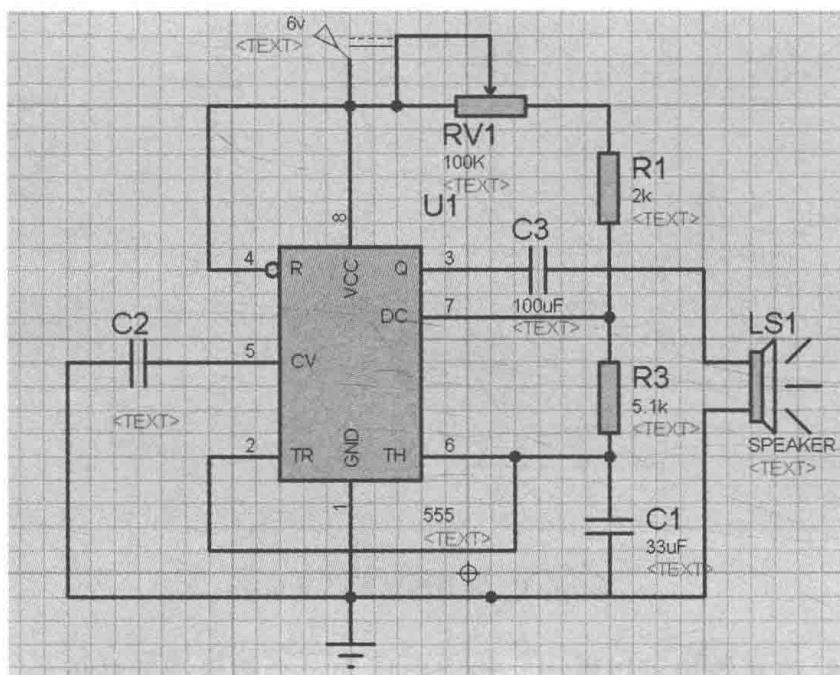 6v
<TEXT>
RV1
100K
<TEXT>
R1
2k
<TEXT>
U1
8
C3
4
R
VCC
Q
3
100uF
<TEXT>
DC
7
LS1
C2
5
CV
R3
5.1k
<TEXT>
<TEXT>
2
TR
GND
TH
6
SPEAKER
<TEXT>
1
555
<TEXT>
C1
33uF
<TEXT>